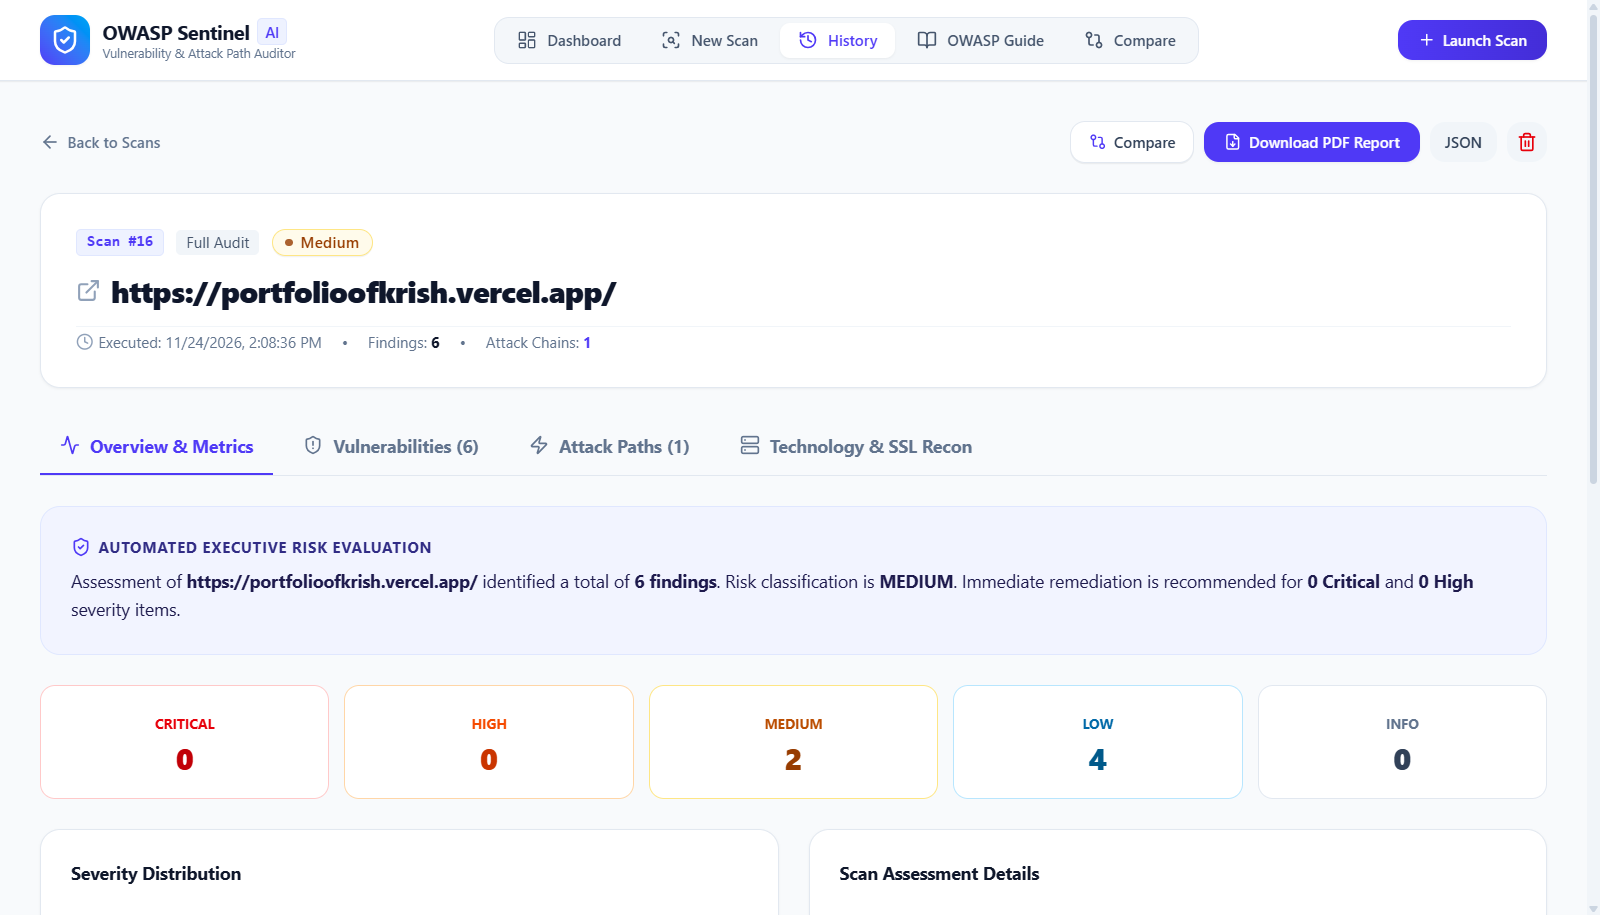 OWASP Sentinel AI
Vulnerability & Attack Path Auditor
Dashboard
New Scan
History
OWASP Guide
Compare
Launch Scan
Back to Scans
Compare
Download PDF Report
JSON
Scan #16
Full Audit
Medium
https://portfolioofkrish.vercel.app/
Executed: 11/24/2026, 2:08:36 PM • Findings: 6 • Attack Chains: 1
Overview & Metrics
Vulnerabilities (6)
Attack Paths (1)
Technology & SSL Recon
AUTOMATED EXECUTIVE RISK EVALUATION
Assessment of https://portfolioofkrish.vercel.app/ identified a total of 6 findings. Risk classification is MEDIUM. Immediate remediation is recommended for 0 Critical and 0 High
severity items.
CRITICAL
0
HIGH
0
MEDIUM
2
LOW
4
INFO
0
Severity Distribution
Scan Assessment Details